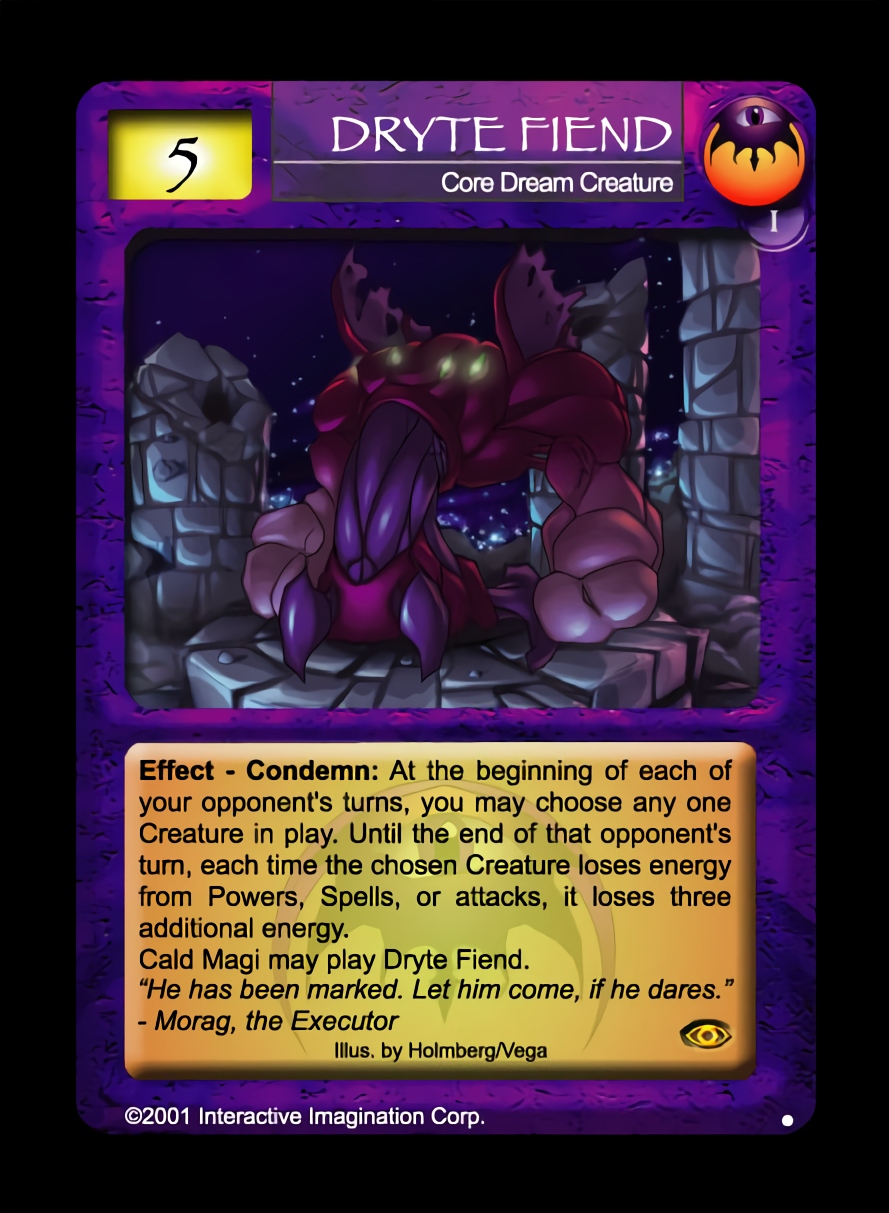 5
DRYTE FIEND
Core Dream Creature
I
Effect - Condemn: At the beginning of each of
your opponent's turns, you may choose any one
Creature in play. Until the end of that opponent's
turn, each time the chosen Creature loses energy
from Powers, Spells, or attacks, it loses three
additional energy.
Cald Magi may play Dryte Fiend.
“He has been marked. Let him come, if he dares.”
- Morag, the Executor
Illus. by Holmberg/Vega
©2001 Interactive Imagination Corp.